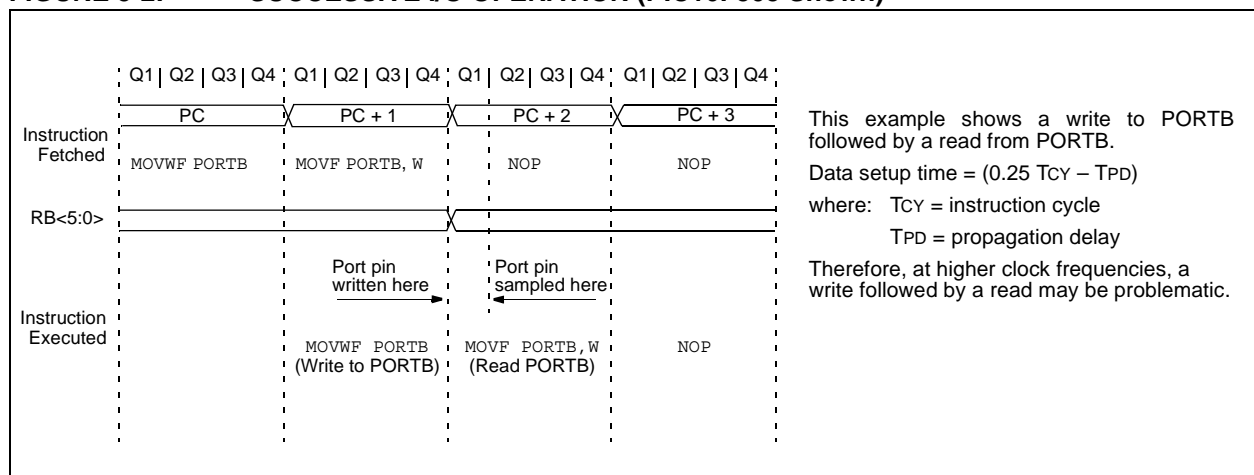 Q1 | Q2 | Q3 | Q4 Q1 | Q2 | Q3 | Q4 Q1 | Q2 | Q3 | Q4 Q1 | Q2 | Q3 | Q4
PC PC + 1 PC + 2 PC + 3
Instruction
Fetched
MOVWF PORTB MOVF PORTB, W NOP NOP
RB<5:0>
Port pin
written here
Port pin
sampled here
Instruction
Executed
MOVWF PORTB
(Write to PORTB)
MOVF PORTB,W
(Read PORTB)
NOP
This example shows a write to PORTB
followed by a read from PORTB.
Data setup time = (0.25 TCY – TPD)
where: TCY = instruction cycle
TPD = propagation delay
Therefore, at higher clock frequencies, a
write followed by a read may be problematic.